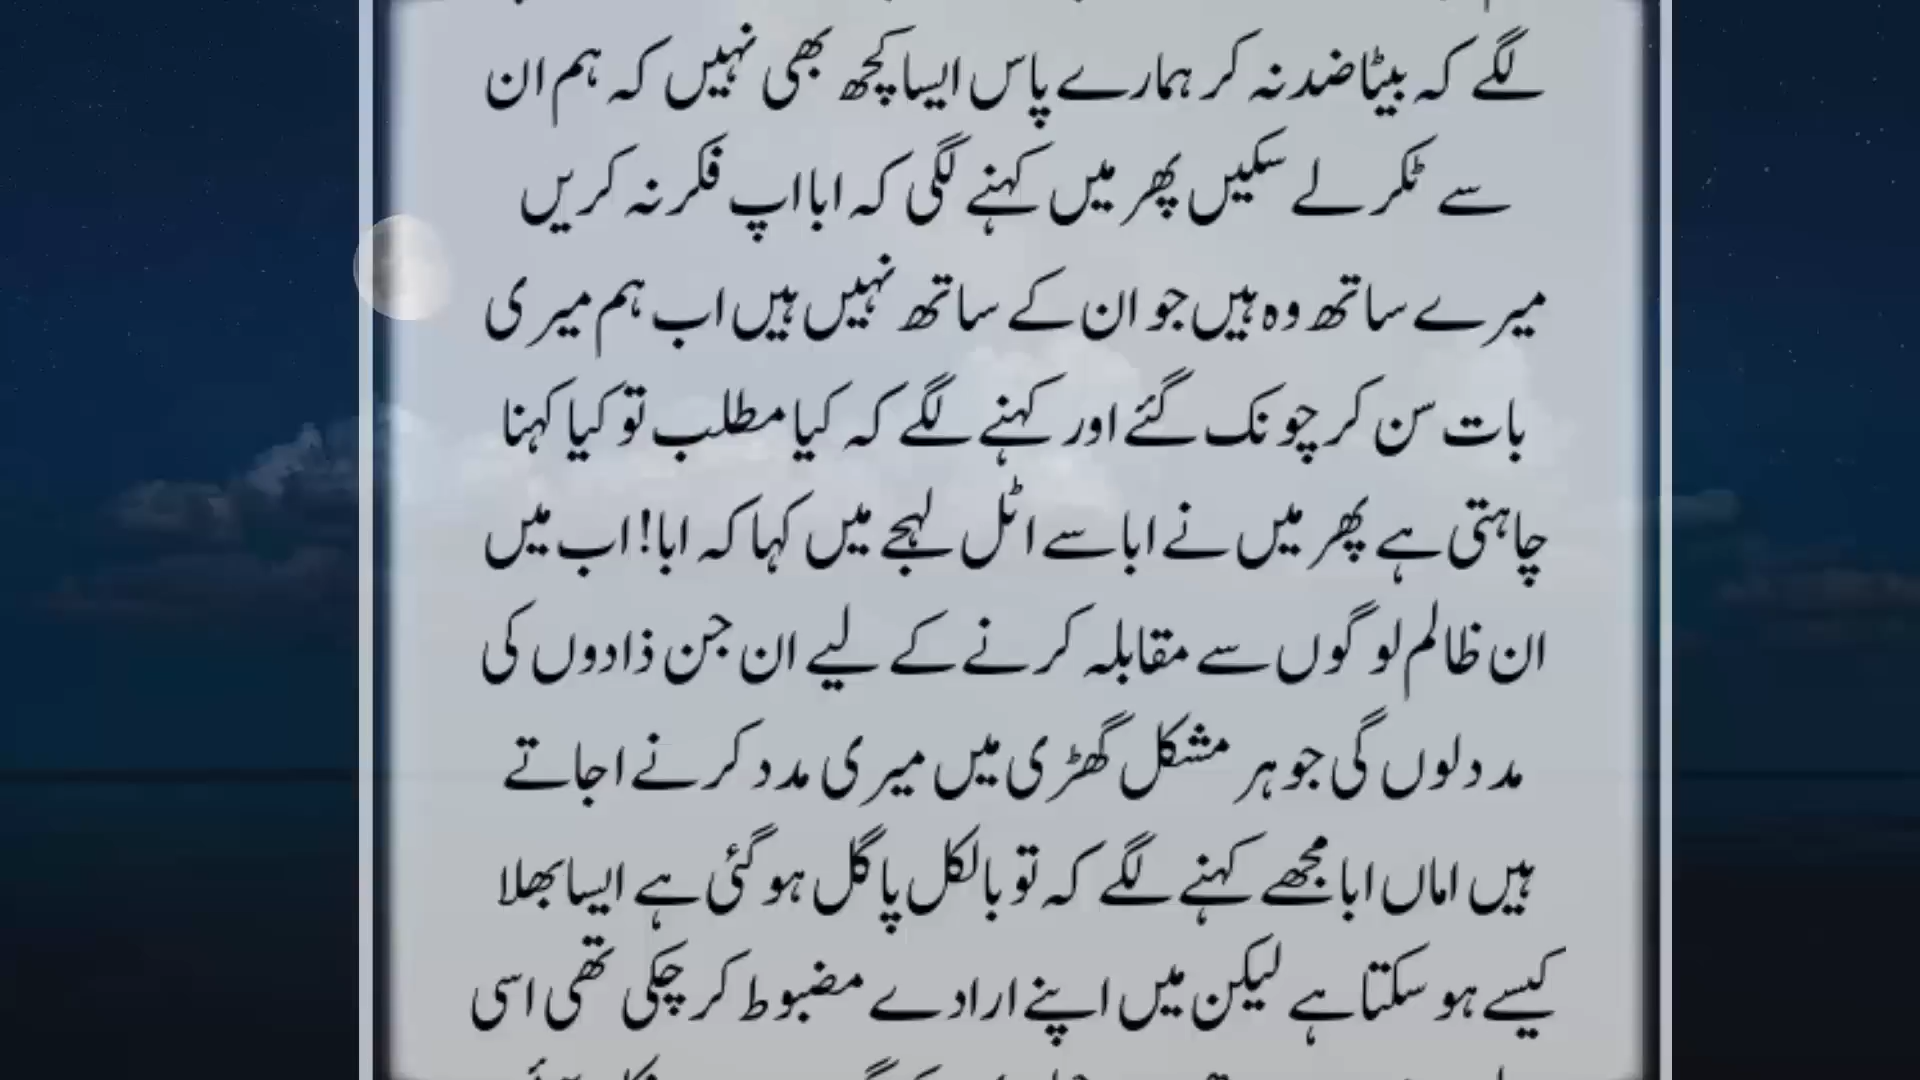 لگے کہ بیٹا ضد نہ کر ہمارے پاس ایسا کچھ بھی نہیں کہ ہم ان
سے ٹکر لے سکیں پھر میں کہنے لگی کہ ابا اپ فکر نہ کریں
میرے ساتھ وہ ہیں جو ان کے ساتھ نہیں ہیں اب ہم میری
بات سن کر چونک گئے اور کہنے لگے کہ کیا مطلب تو کیا کہنا
چاہتی ہے پھر میں نے ابا سے اٹل لہجے میں کہا کہ ابا! اب میں
ان ظالم لوگوں سے مقابلہ کرنے کے لیے ان جن ذادوں کی
مدد لوں گی جو ہر مشکل گھڑی میں میری مدد کرنے اجاتے
ہیں اماں ابا مجھے کہنے لگے کہ تو بالکل پاگل ہو گئی ہے ایسا بھلا
کیسے ہو سکتا ہے لیکن میں اپنے ارادے مضبوط کر چکی تھی اسی